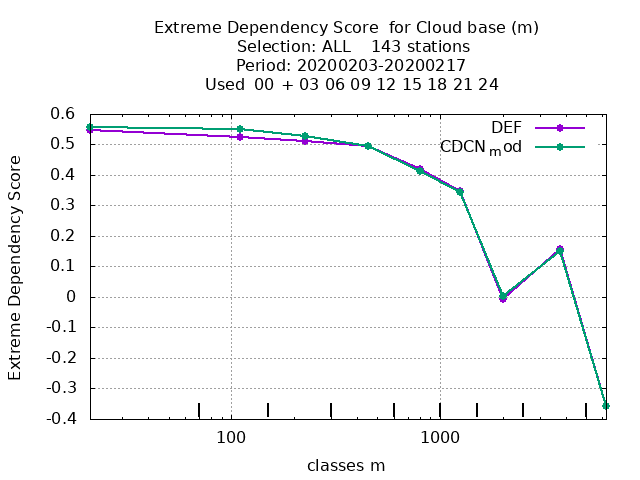 Extreme Dependency Score  for Cloud base (m)
Selection: ALL    143 stations
Period: 20200203-20200217
Used  00  + 03 06 09 12 15 18 21 24
DEF
CDCN_mod
Extreme Dependency Score
0.6
0.5
0.4
0.3
0.2
0.1
0
-0.1
-0.2
-0.3
-0.4
100
1000
classes m